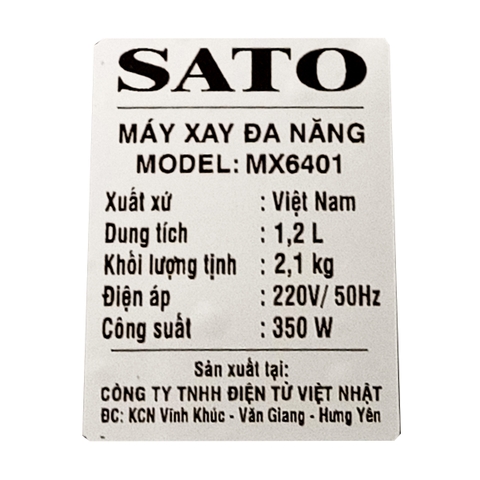 SATO
MÁY XAY ĐA NĂNG
MODEL: MX6401
Xuất xứ : Việt Nam
Dung tích : 1,2 L
Khối lượng tịnh : 2,1 kg
Điện áp : 220V/ 50Hz
Công suất : 350 W
Sản xuất tại:
CÔNG TY TNHH ĐIỆN TỬ VIỆT NHẬT
ĐC: KCN Vĩnh Khúc - Văn Giang - Hưng Yên